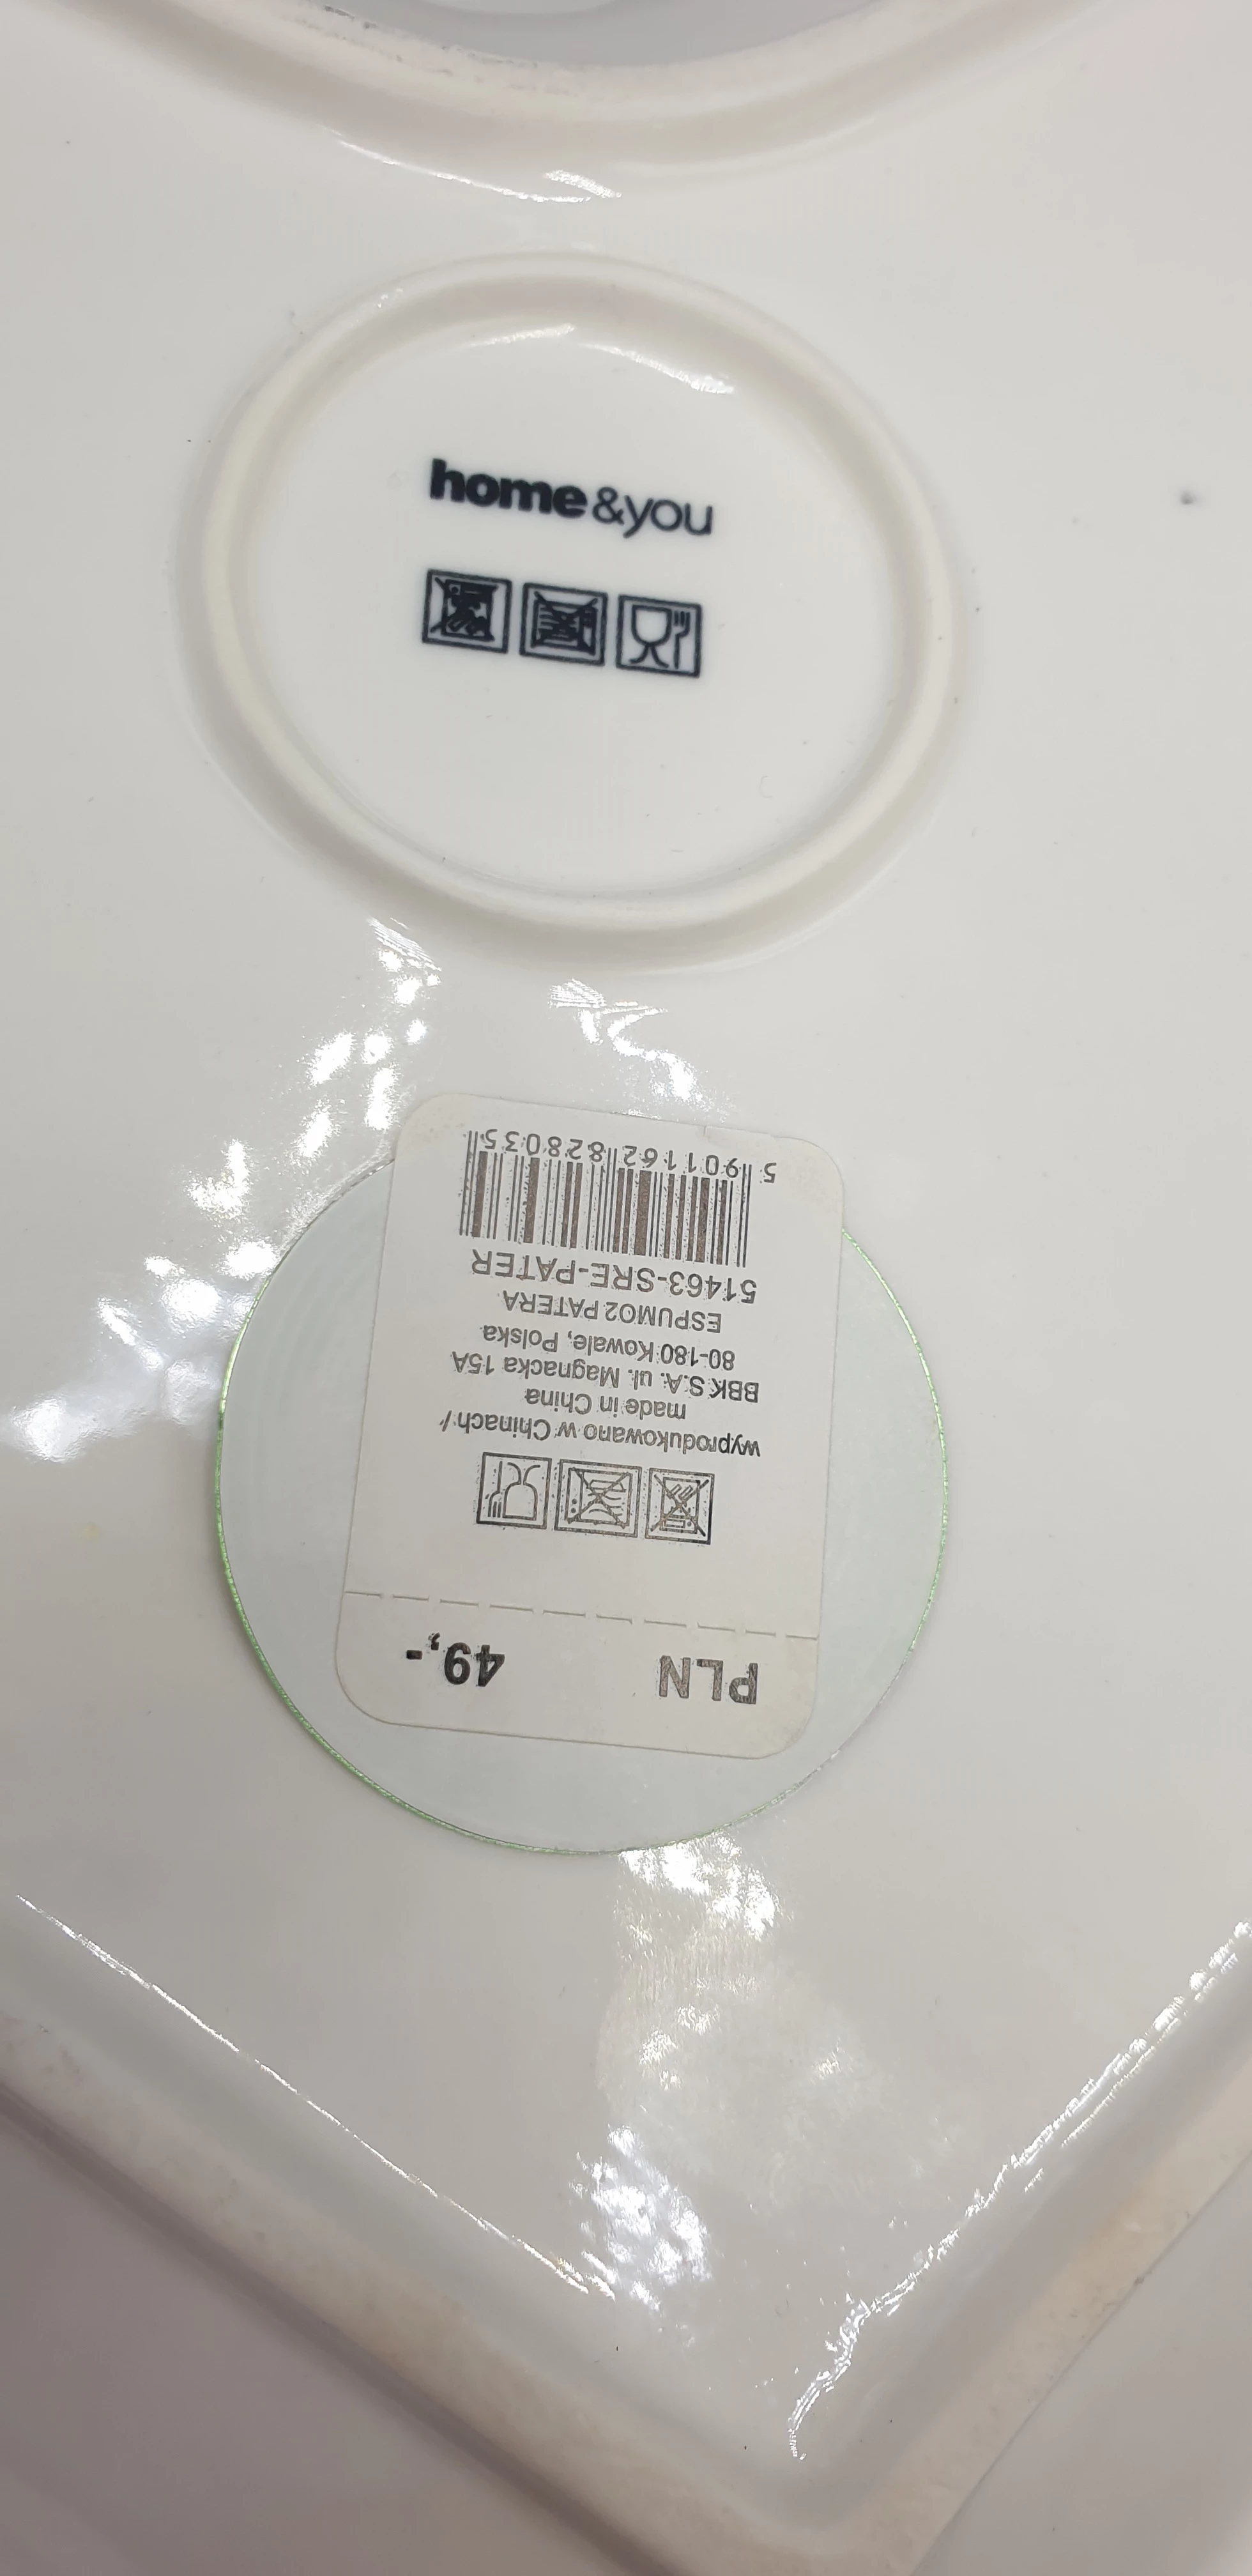 home&you
PLN 49,-
wyprodukowano w Chinach/
made in China
BBK S.A. ul. Magnacka 15A
80-180 Kowale, Polska
ESPUMO2 PATERA
51463-SRE-PATER
5 901162 828035